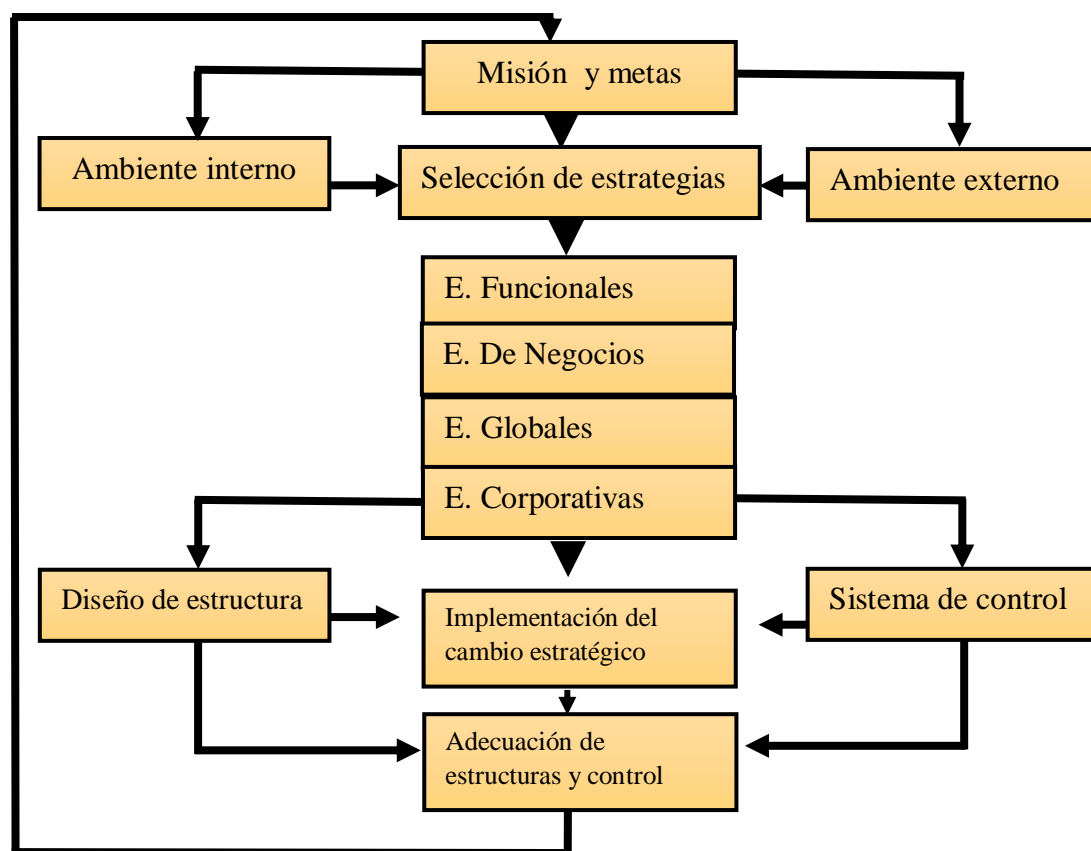 Misión y metas
Ambiente interno
Selección de estrategias
Ambiente externo
E. Funcionales
E. De Negocios
E. Globales
E. Corporativas
Diseño de estructura
Implementación del
cambio estratégico
Sistema de control
Adecuación de
estructuras y control